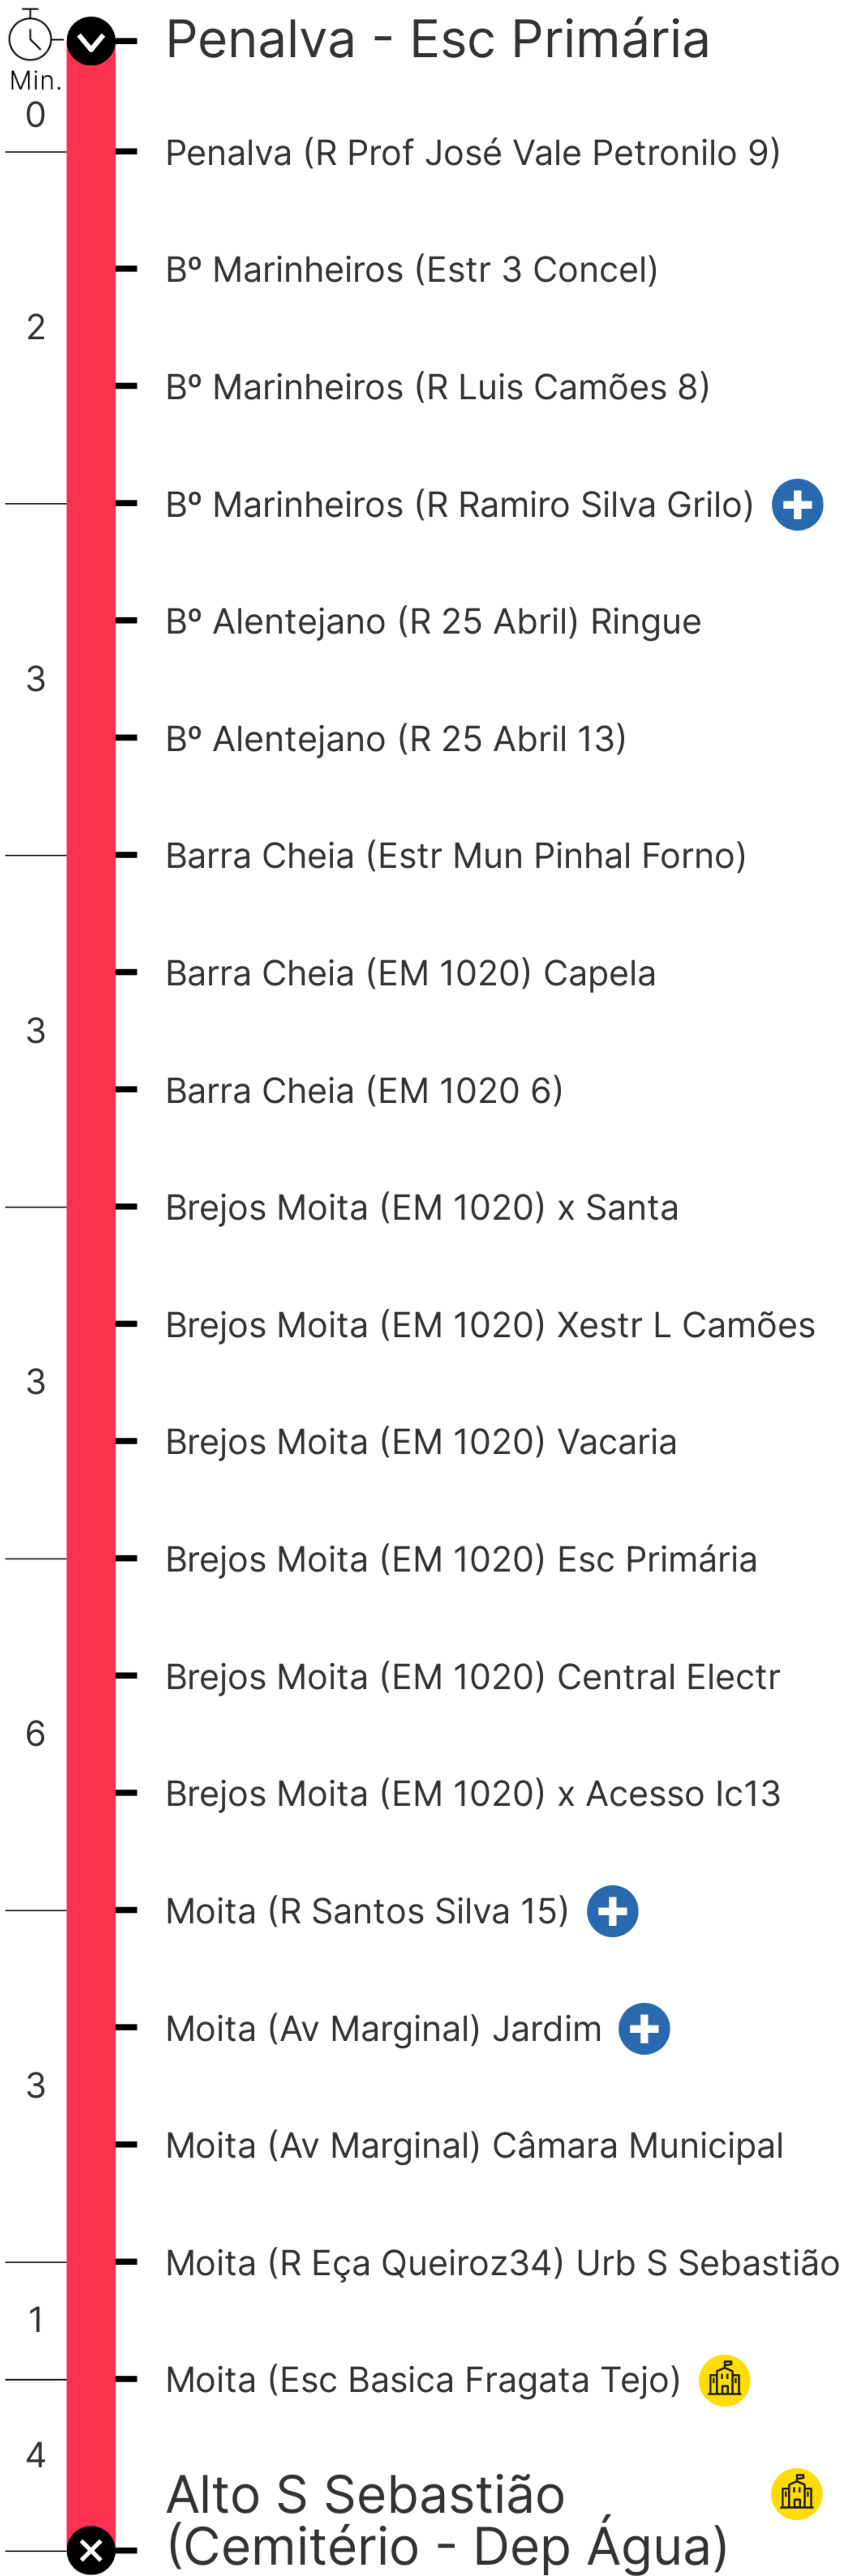 Penalva - Esc Primária
Min.
0
Penalva (R Prof José Vale Petronilo 9)
Bº Marinheiros (Estr 3 Concel)
2
Bº Marinheiros (R Luis Camões 8)
Bº Marinheiros (R Ramiro Silva Grilo)
Bº Alentejano (R 25 Abril) Ringue
3
Bº Alentejano (R 25 Abril 13)
Barra Cheia (Estr Mun Pinhal Forno)
Barra Cheia (EM 1020) Capela
3
Barra Cheia (EM 1020 6)
Brejos Moita (EM 1020) x Santa
Brejos Moita (EM 1020) Xestr L Camões
3
Brejos Moita (EM 1020) Vacaria
Brejos Moita (EM 1020) Esc Primária
Brejos Moita (EM 1020) Central Electr
6
Brejos Moita (EM 1020) x Acesso Ic13
Moita (R Santos Silva 15)
Moita (Av Marginal) Jardim
3
Moita (Av Marginal) Câmara Municipal
Moita (R Eça Queiroz34) Urb S Sebastião
1
Moita (Esc Basica Fragata Tejo)
4
Alto S Sebastião
(Cemitério - Dep Água)